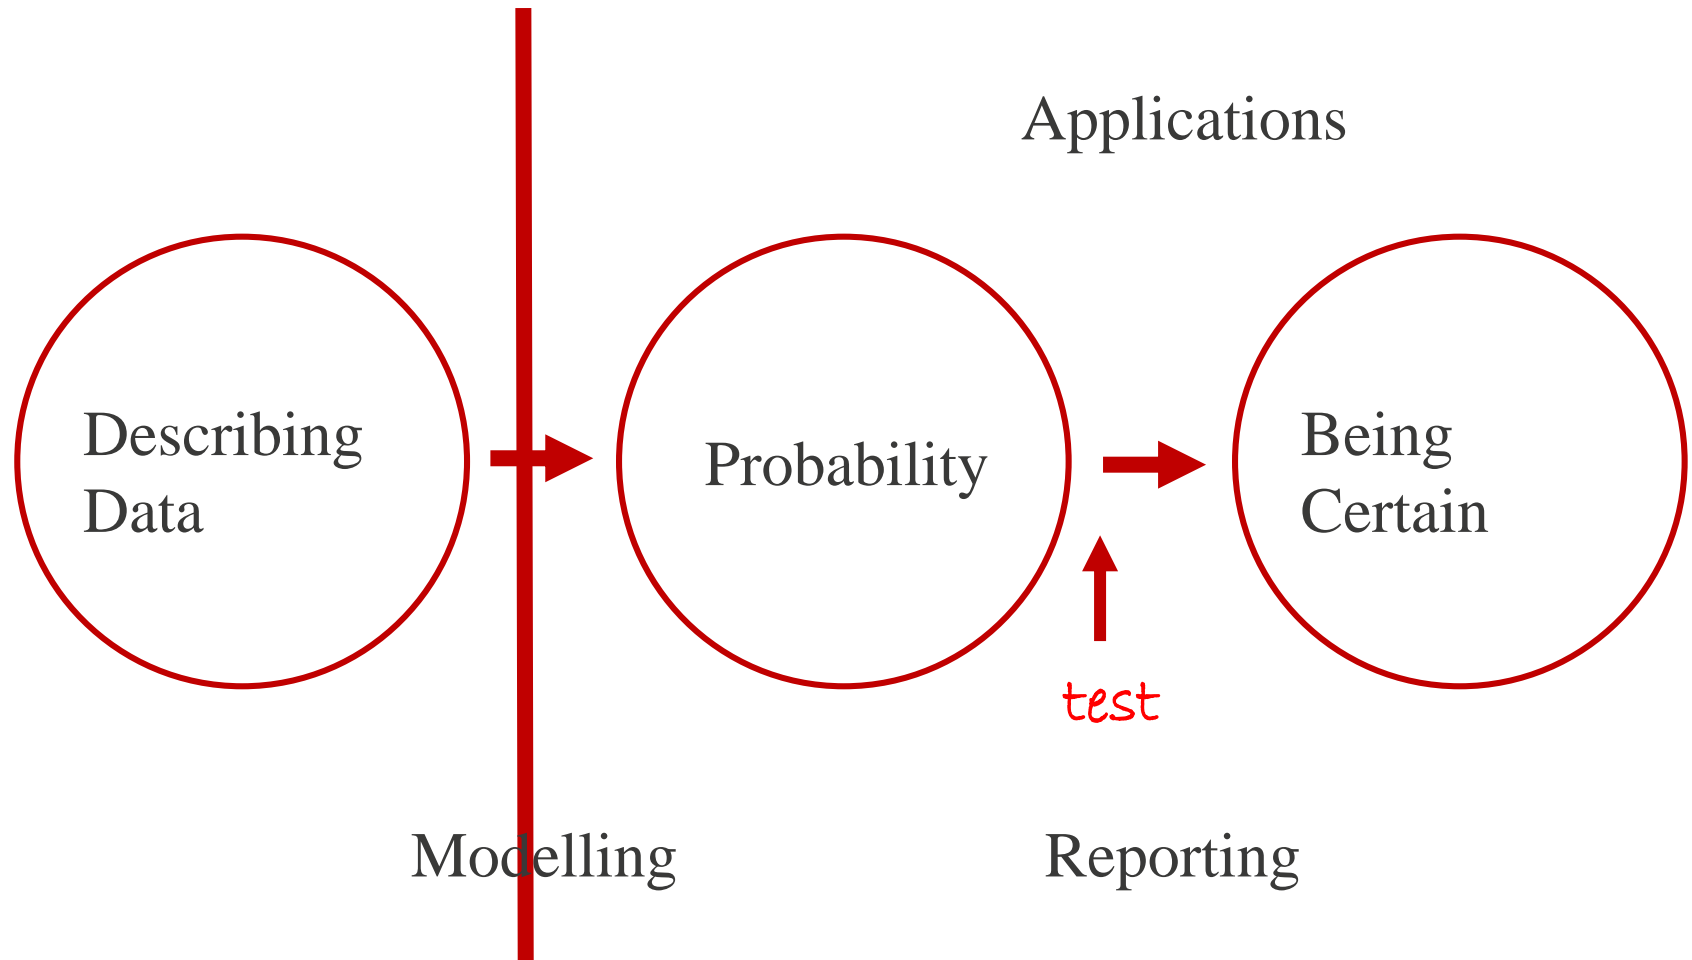 Applications
Describing
Data
Probability
Being
Certain
test
Modelling
Reporting